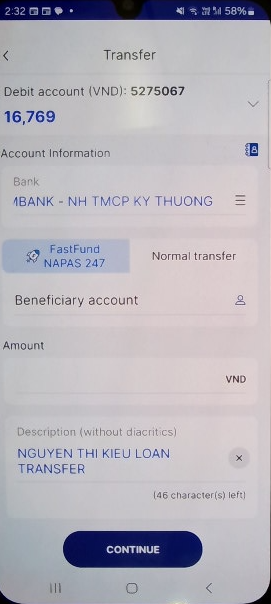 2:32
58%
Transfer
Debit account (VND): 5275067
16,769
Account Information
Bank
BANK - NH TMCP KY THUONG
FastFund
NAPAS 247
Normal transfer
Beneficiary account
Amount
VND
Description (without diacritics)
NGUYEN THI KIEU LOAN
TRANSFER
(46 character(s) left)
CONTINUE